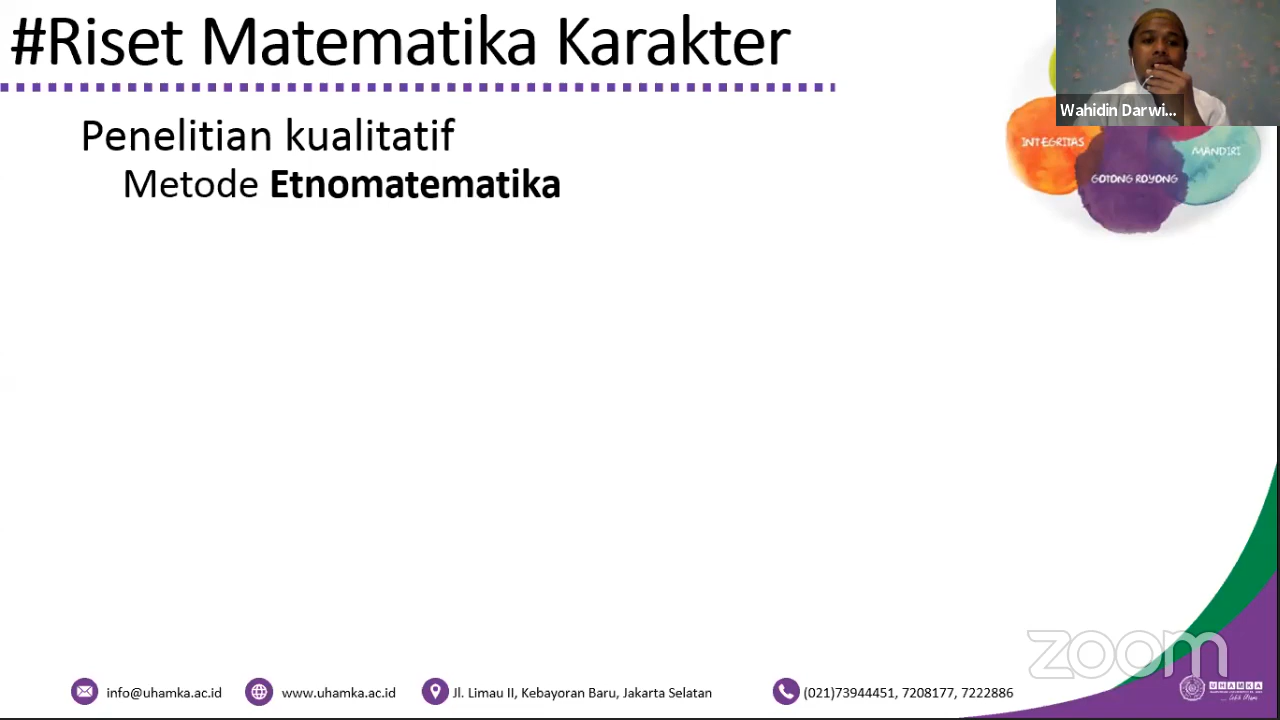 #Riset Matematika Karakter
Wahidin Darwi...
Penelitian kualitatif
Metode Etnomatematika
INTEGRITAS
MANDIRI
GOTONG ROYONG
zoom
info@uhamka.ac.id
www.uhamka.ac.id
Jl. Limau II, Kebayoran Baru, Jakarta Selatan
(021)73944451, 7208177, 7222886
UHAMKA